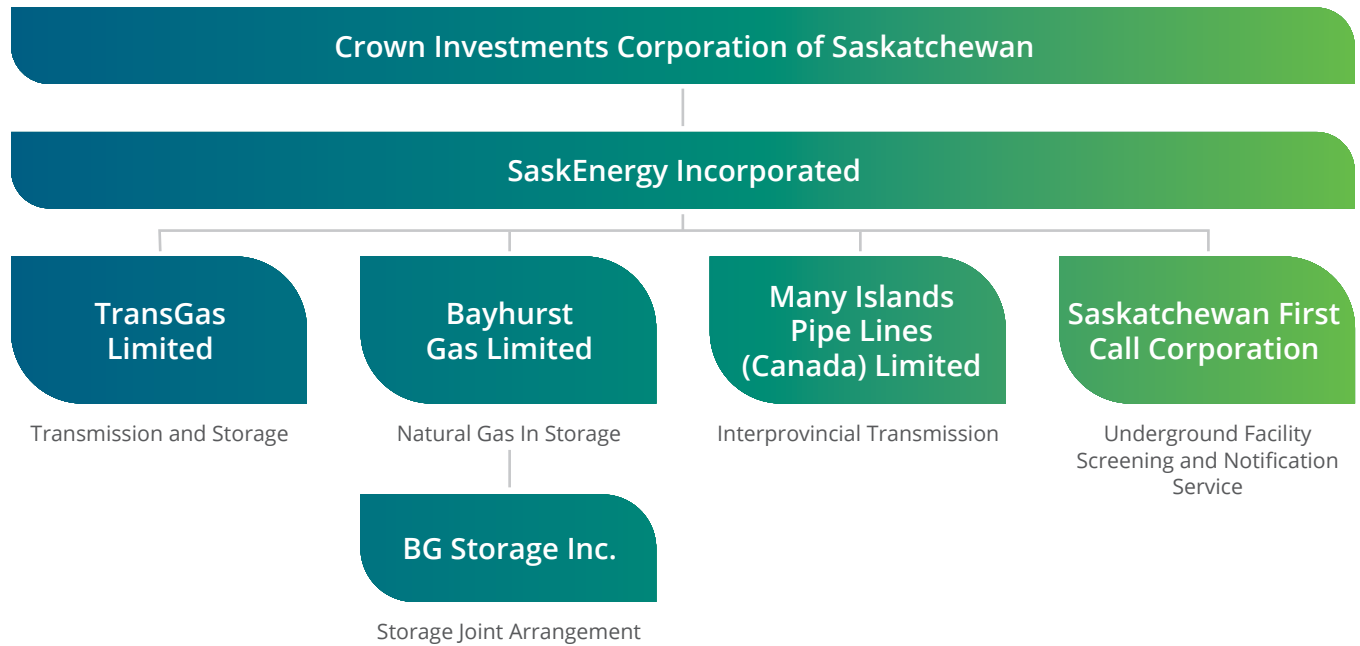 Crown Investments Corporation of Saskatchewan
SaskEnergy Incorporated
TransGas
Limited
Transmission and Storage
Bayhurst
Gas Limited
Natural Gas In Storage
BG Storage Inc.
Storage Joint Arrangement
Many Islands
Pipe Lines
(Canada) Limited
Interprovincial Transmission
Saskatchewan First
Call Corporation
Underground Facility
Screening and Notification
Service